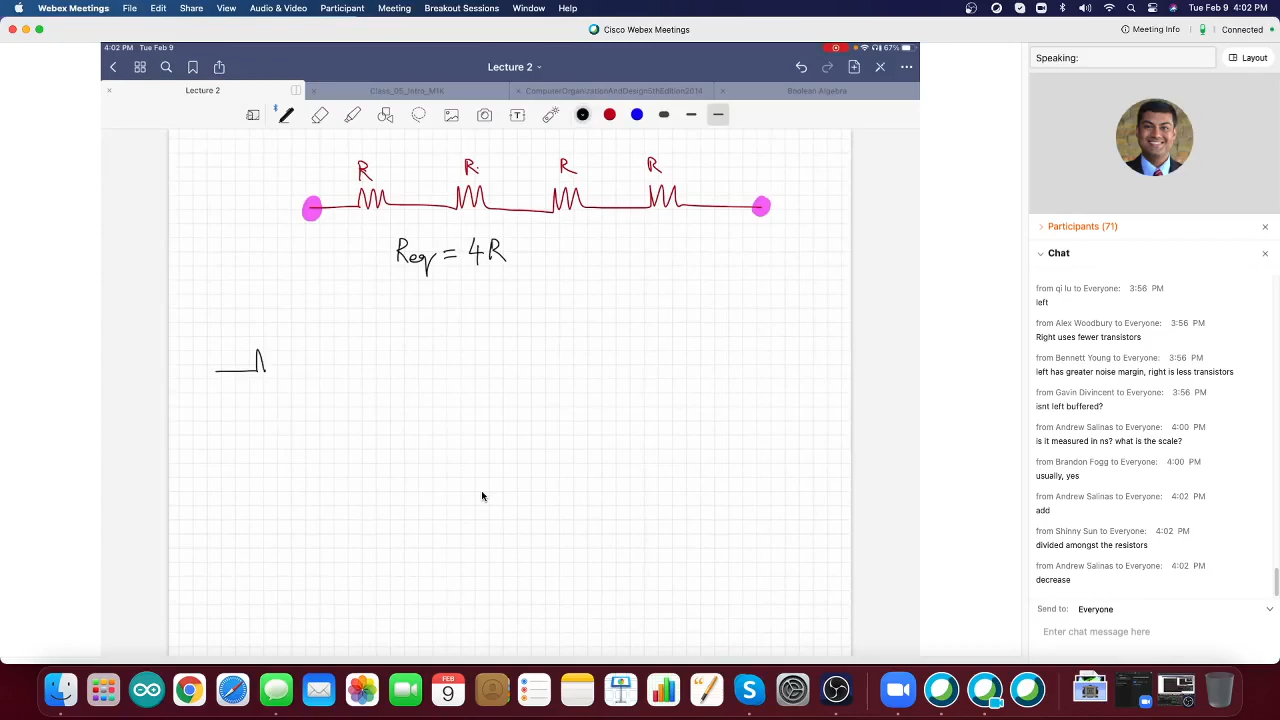 Webex Meetings File Edit Share View Audio & Video Participant Meeting Breakout Sessions Window Help Tue Feb 9 4:02 PM
Cisco Webex Meetings
Meeting Info Connected
4:02 PM Tue Feb 9
67%
Lecture 2
Lecture 2 Class_05_Intro_M1K ComputerOrganizationAndDesign5thEdition2014 Boolean Algebra
R R R R
Req = 4R
Speaking:
Layout
Participants (71)
Chat
from qi lu to Everyone: 3:56 PM
left
from Alex Woodbury to Everyone: 3:56 PM
Right uses fewer transistors
from Bennett Young to Everyone: 3:56 PM
left has greater noise margin, right is less transistors
from Gavin Divincent to Everyone: 3:56 PM
isnt left buffered?
from Andrew Salinas to Everyone: 4:00 PM
is it measured in ns? what is the scale?
from Brandon Fogg to Everyone: 4:00 PM
usually, yes
from Andrew Salinas to Everyone: 4:02 PM
add
from Shinny Sun to Everyone: 4:02 PM
divided amongst the resistors
from Andrew Salinas to Everyone: 4:02 PM
decrease
Send to: Everyone
Enter chat message here
FEB
9